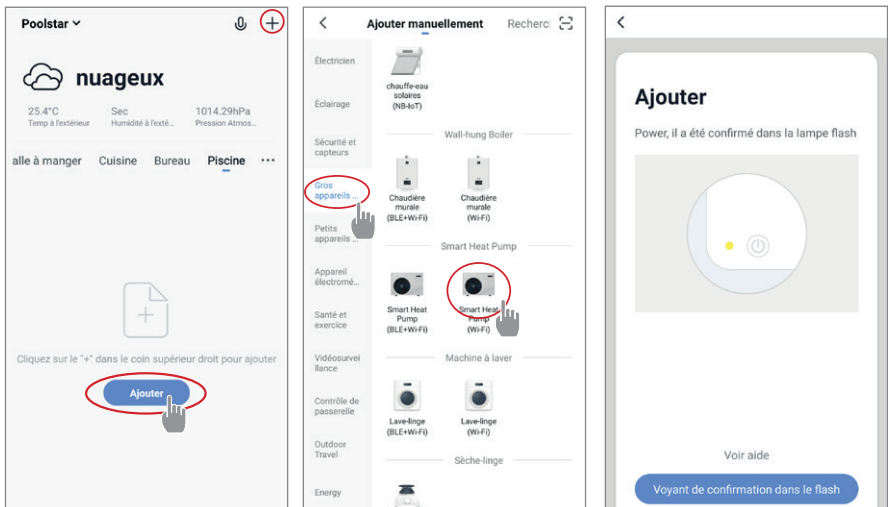 Poolstar
nuageux
25.4°C Sec 1014.29hPa
Temp à l'extérieur Humidité à l'exté... Pression Atmos...
alle à manger Cuisine Bureau Piscine ...
Cliquez sur le "+" dans le coin supérieur droit pour ajouter
Ajouter
Ajouter manuellement Recherc
Électricien
Éclairage
Sécurité et
capteurs
Gros
appareils ...
Petits
appareils ...
Appareil
électromé...
Santé et
exercice
Vidéosurvei
llance
Contrôle de
passerelle
Outdoor
Travel
Energy
chauffe-eau
solaires
(NB-IoT)
Wall-hung Boiler
Chaudière
murale
(BLE+Wi-Fi)
Chaudière
murale
(Wi-Fi)
Smart Heat Pump
Smart Heat
Pump
(BLE+Wi-Fi)
Smart Heat
Pump
(Wi-Fi)
Machine à laver
Lave-linge
(BLE+Wi-Fi)
Lave-linge
(Wi-Fi)
Sèche-linge
Ajouter
Power, il a été confirmé dans la lampe flash
Voir aide
Voyant de confirmation dans le flash